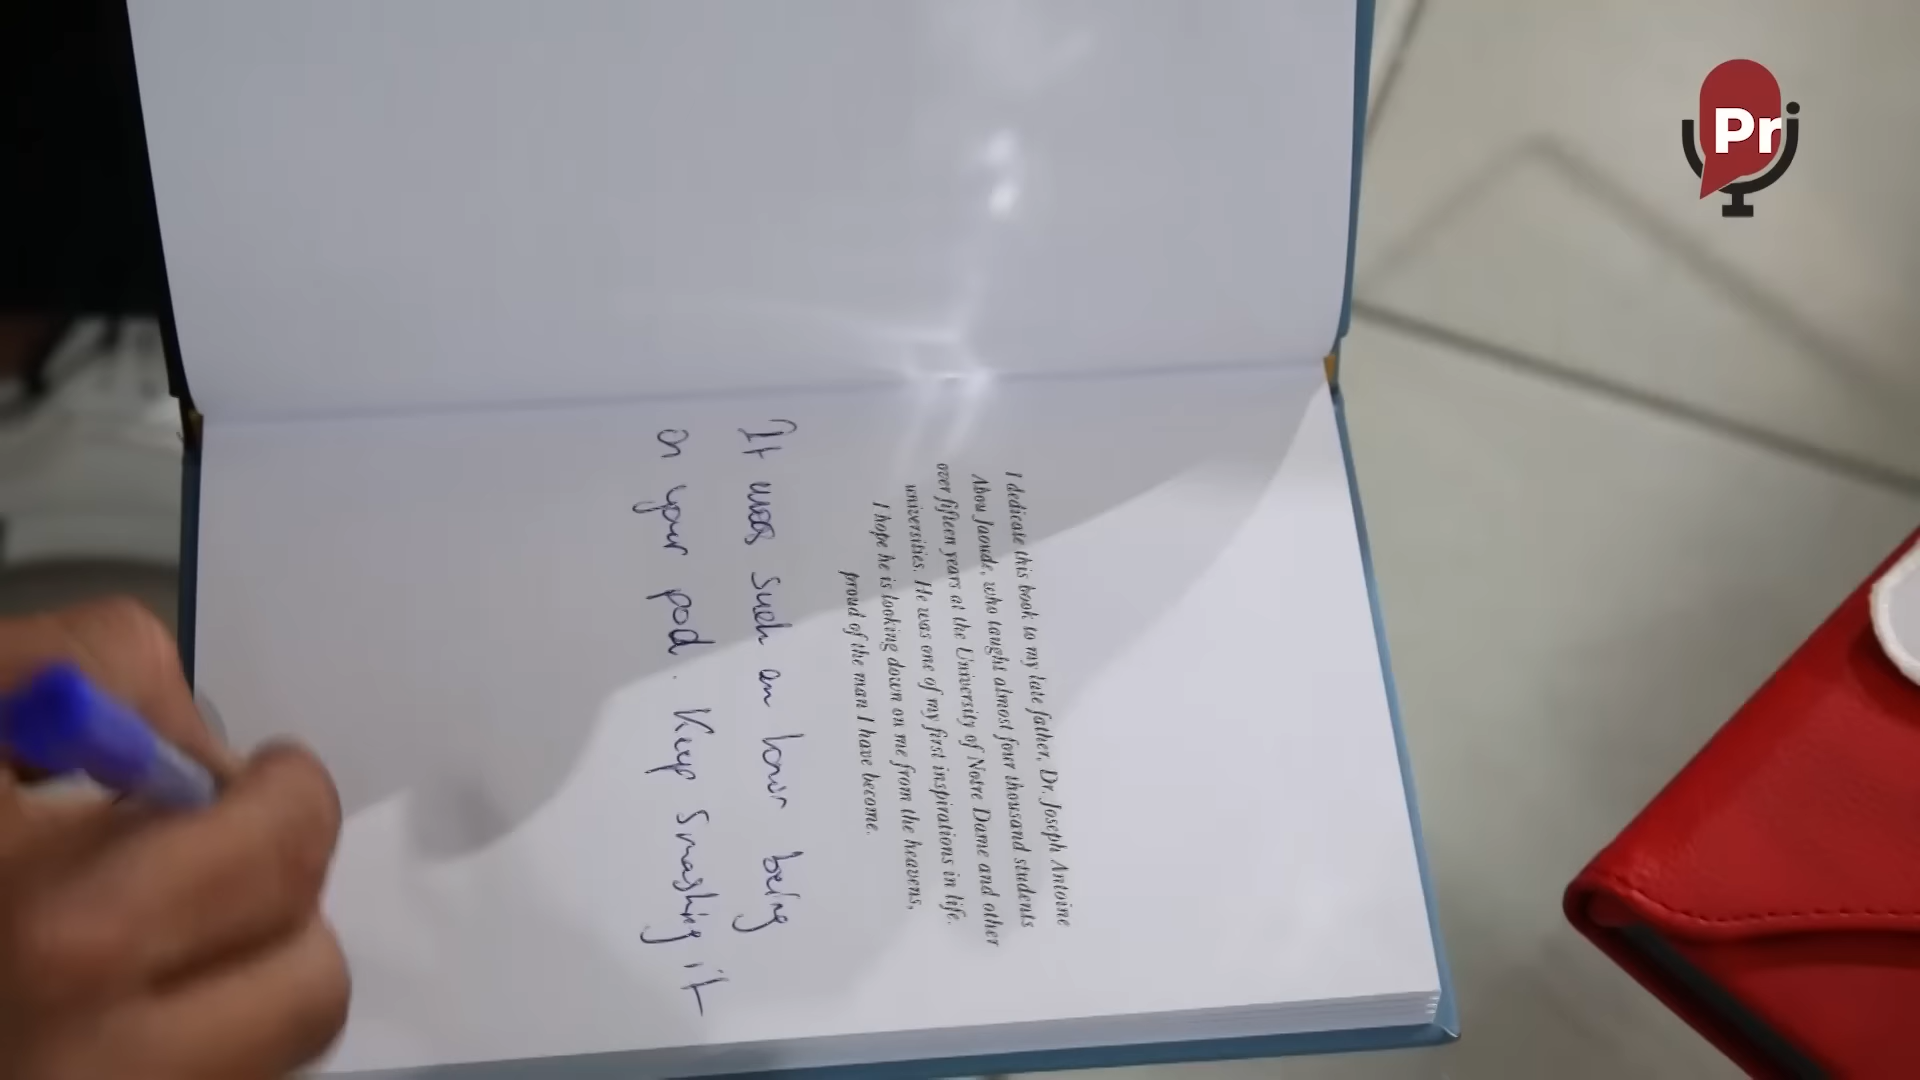 Pr
I dedicate this book to my late father, Dr. Joseph Antoine
Abou Jaoude, who taught almost four thousand students
over fifteen years at the University of Notre Dame and other
universities. He was one of my first inspirations in life.
I hope he is looking down on me from the heavens,
proud of the man I have become.
It was such an honor being
on your pod. Keep smashing it